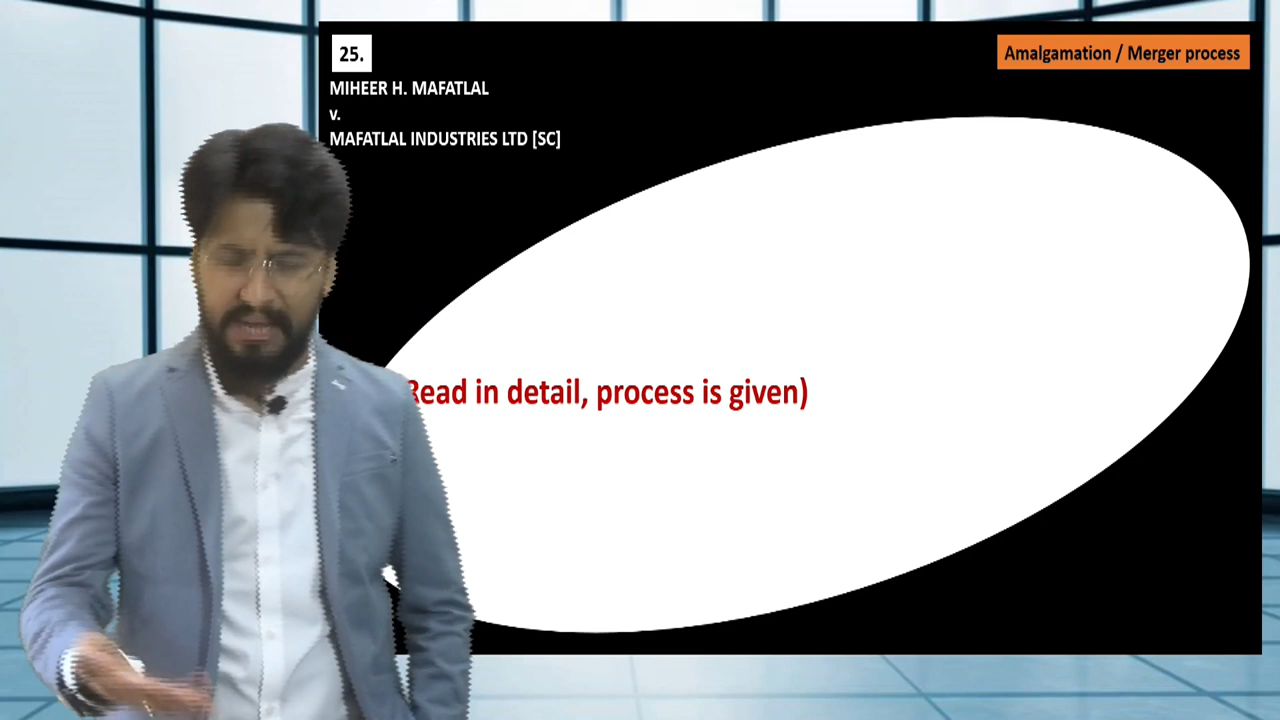 25.
Amalgamation / Merger process
MIHEER H. MAFATLAL
v.
MAFATLAL INDUSTRIES LTD [SC]
Read in detail, process is given)